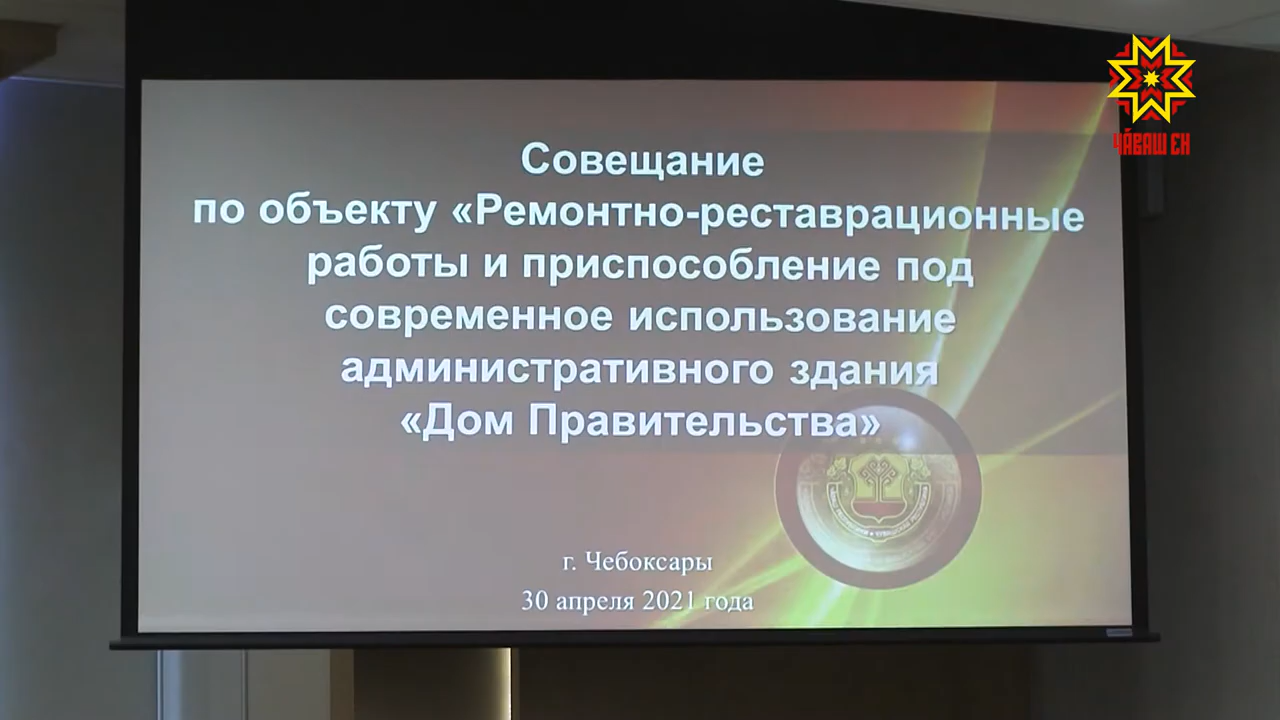 ЧӐВАШ ЕН
Совещание
по объекту «Ремонтно-реставрационные
работы и приспособление под
современное использование
административного здания
«Дом Правительства»
г. Чебоксары
30 апреля 2021 года